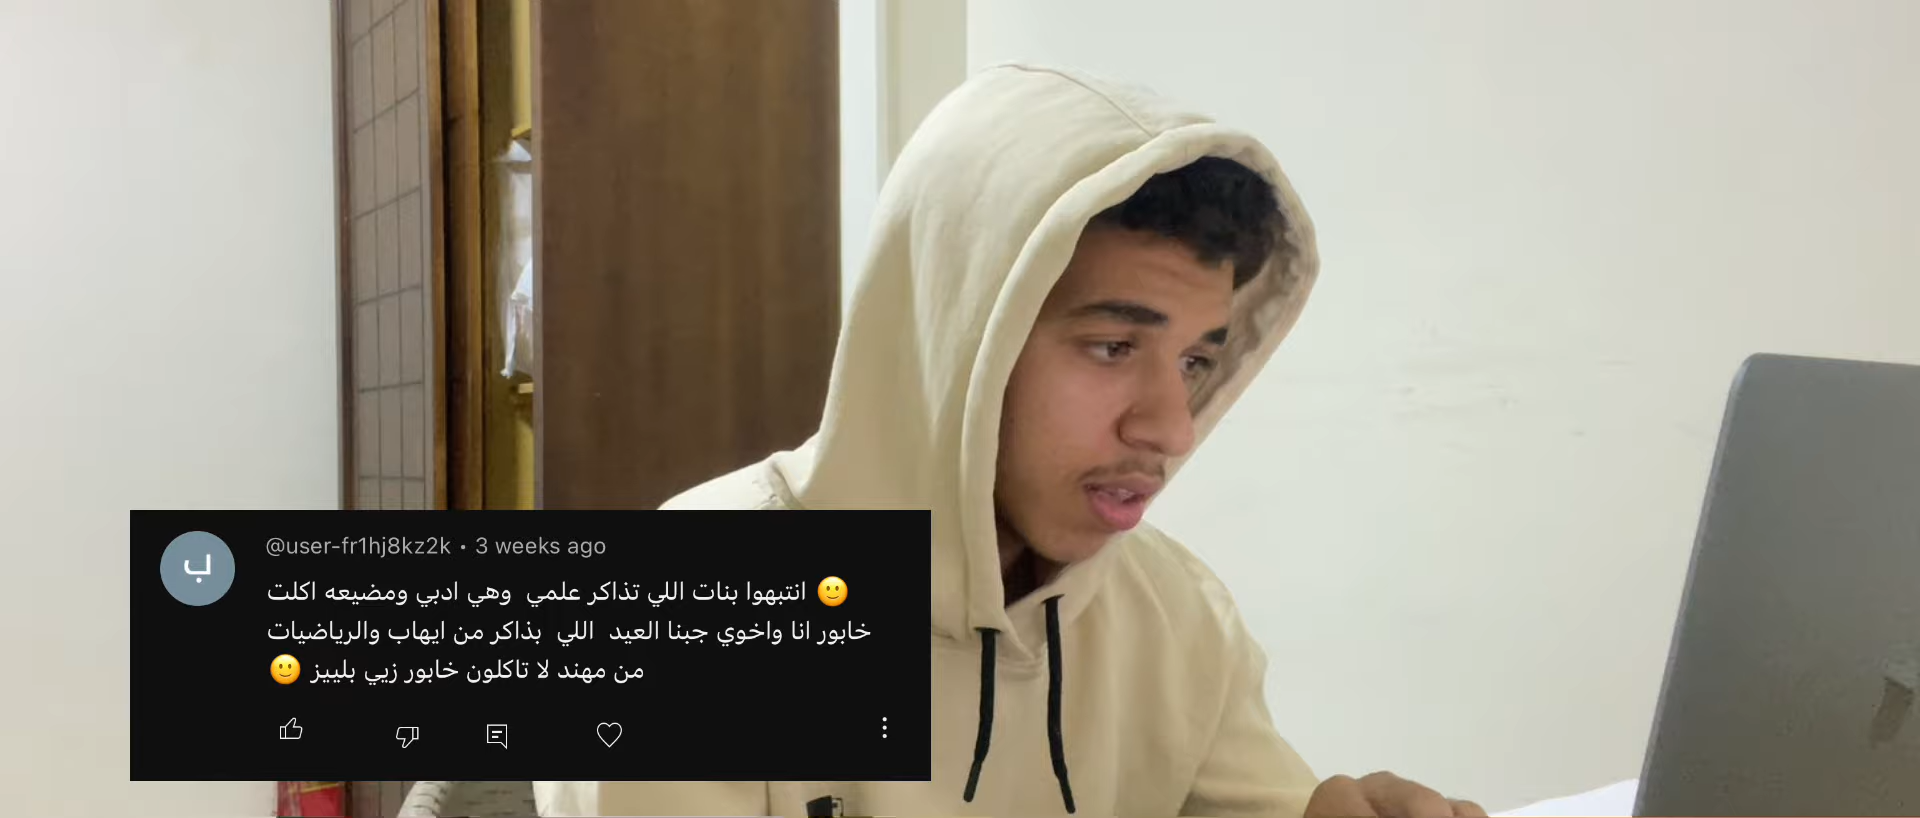 ب
@user-fr1hj8kz2k • 3 weeks ago
🙂 انتبهوا بنات اللي تذاكر علمي وهي ادبي ومضيعه اكلت
خابور انا واخوي جبنا العيد اللي بذاكر من ايهاب والرياضيات
من مهند لا تاكلون خابور زيي بلييز 🙂